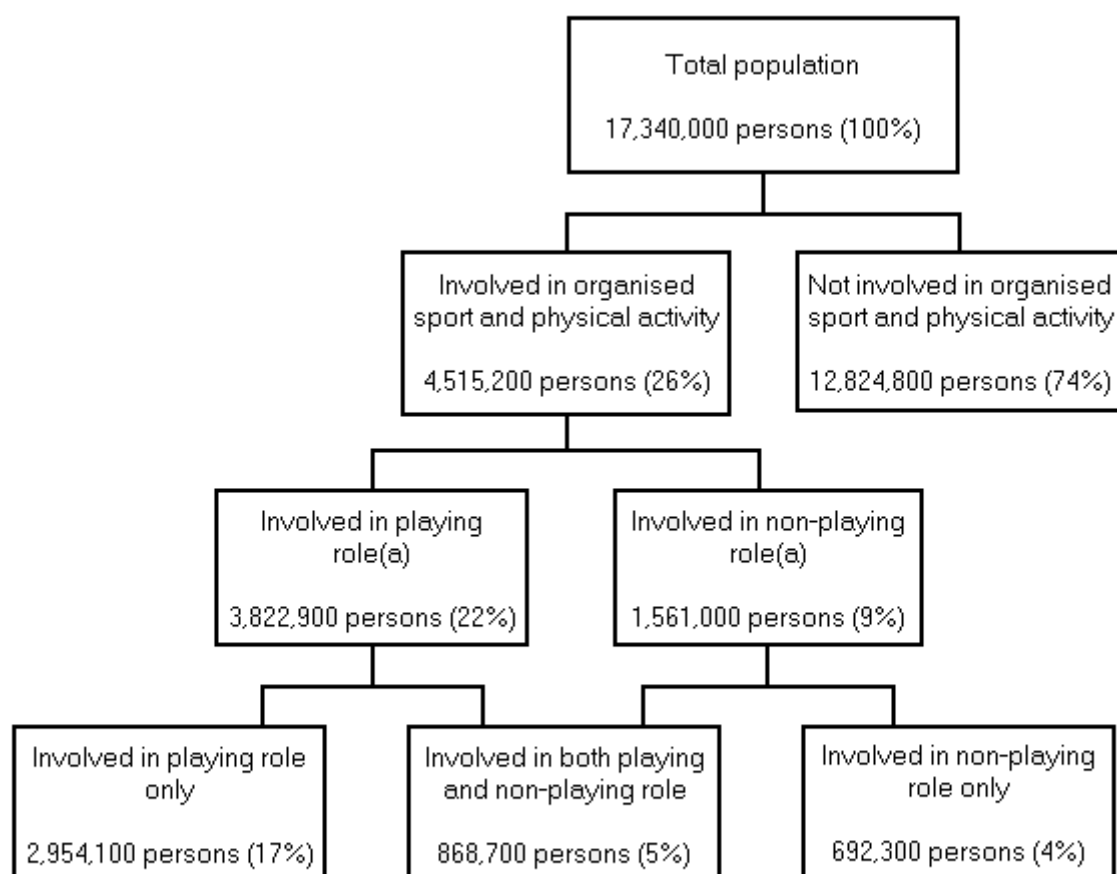 Total population
17,340,000 persons (100%)
Involved in organised
sport and physical activity
4,515,200 persons (26%)
Not involved in organised
sport and physical activity
12,824,800 persons (74%)
Involved in playing
role(a)
3,822,900 persons (22%)
Involved in non-playing
role(a)
1,561,000 persons (9%)
Involved in playing role
only
2,954,100 persons (17%)
Involved in both playing
and non-playing role
868,700 persons (5%)
Involved in non-playing
role only
692,300 persons (4%)